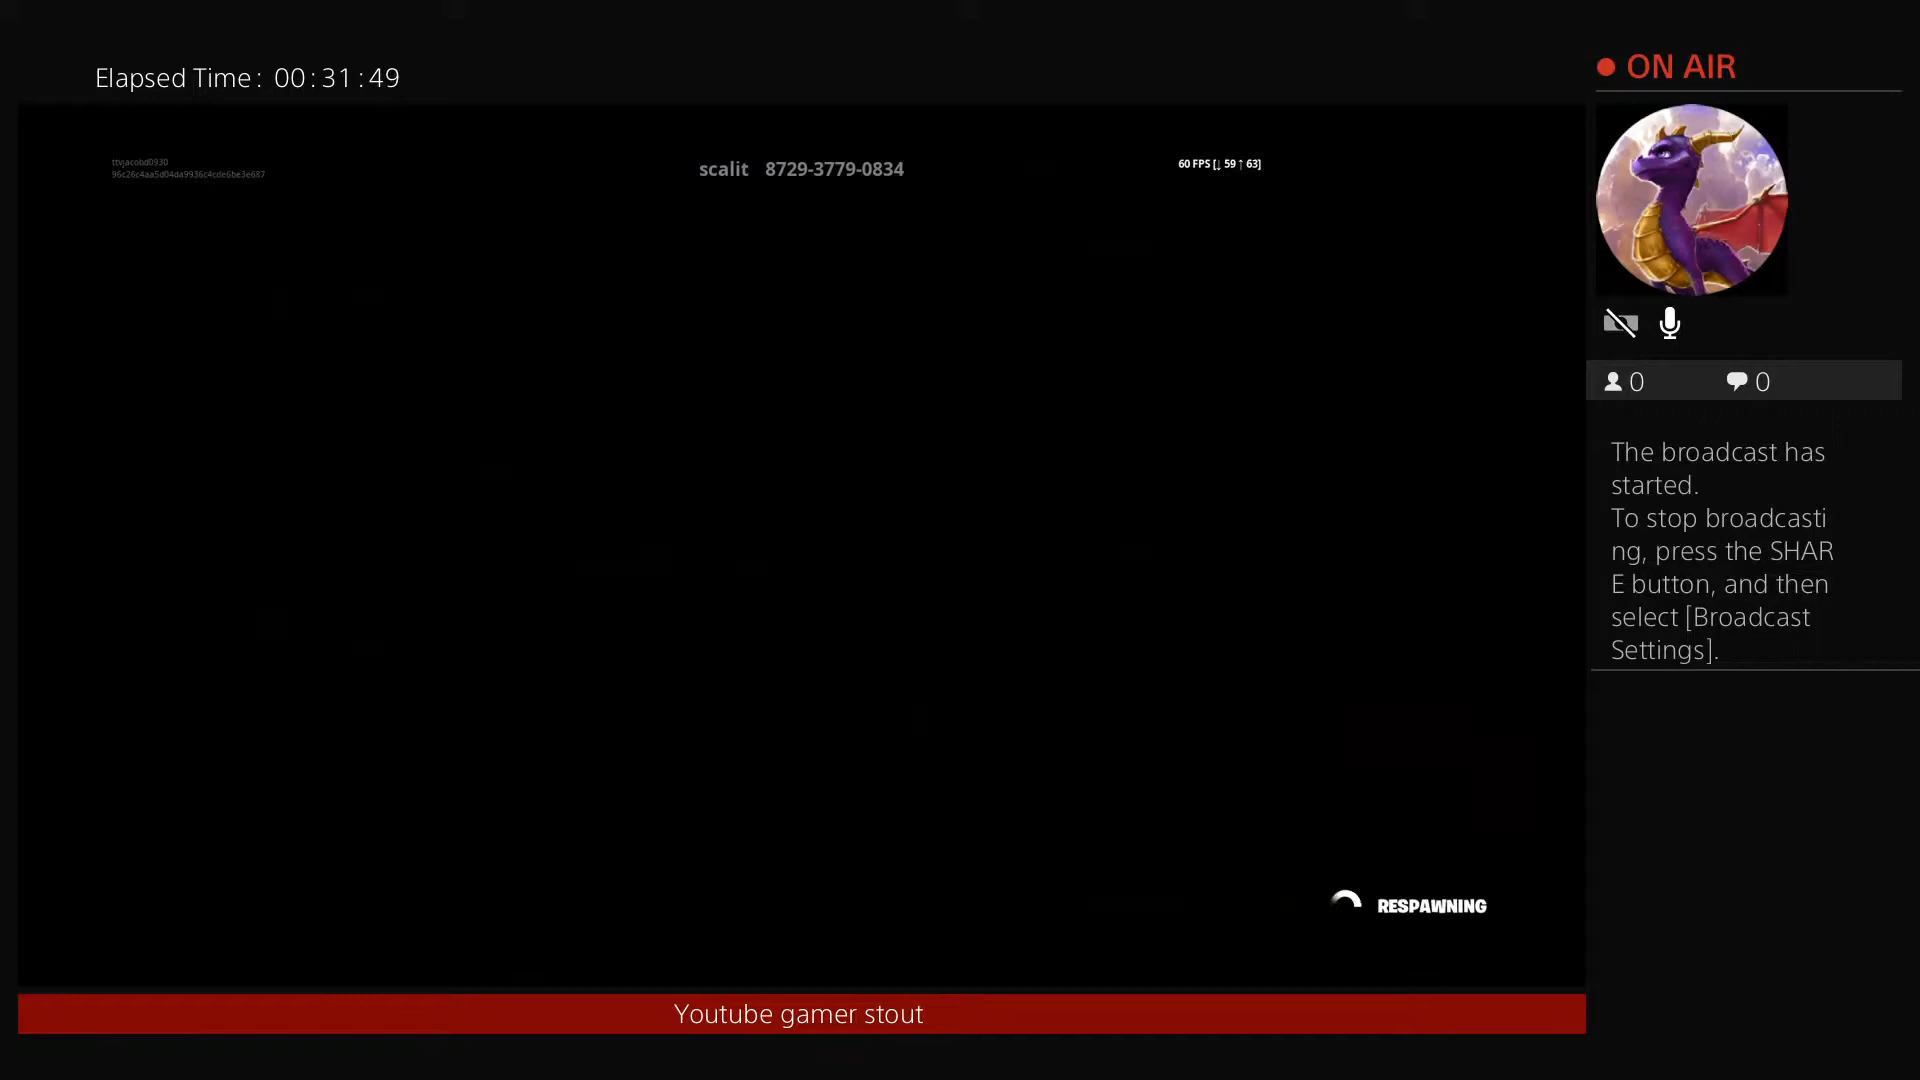 Elapsed Time: 00:31:49
ON AIR
ttvjacobd0930
96c26c4aa5d04da9936c4cde6be3e687
scalit 8729-3779-0834
60 FPS [↓ 59 ↑ 63]
0 0
The broadcast has
started.
To stop broadcasti
ng, press the SHAR
E button, and then
select [Broadcast
Settings].
RESPAWNING
Youtube gamer stout